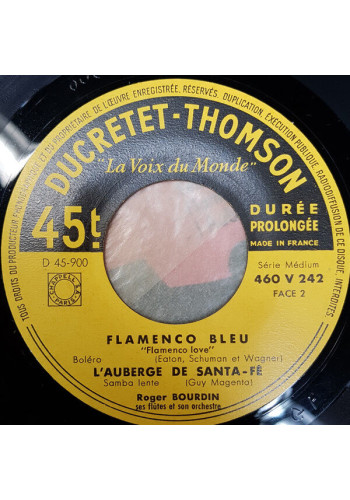 TOUS DROITS DU PRODUCTEUR PHONOGRAPHIQUE ET DU PROPRIÉTAIRE DE L'ŒUVRE ENREGISTRÉE, RÉSERVÉS. DUPLICATION, EXÉCUTION PUBLIQUE, RADIODIFFUSION DE CE
DUCRETET-THOMSON
"La Voix du Monde"
45t
DURÉE
PROLONGÉE
MADE IN FRANCE
D 45-900
CHAPPELL S.A.
PARIS
Série Médium
460 V 242
FACE 2
FLAMENCO BLEU
"Flamenco love"
Boléro (Eaton, Schuman et Wagner)
L'AUBERGE DE SANTA-FÉ
Samba lente (Guy Magenta)
Roger BOURDIN
ses flûtes et son orchestre